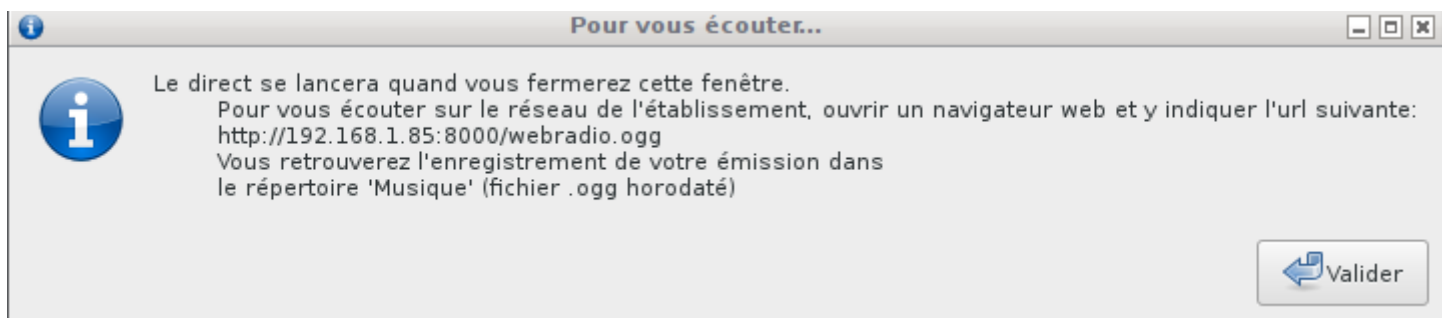 Pour vous écouter...
Le direct se lancera quand vous fermerez cette fenêtre.
Pour vous écouter sur le réseau de l'établissement, ouvrir un navigateur web et y indiquer l'url suivante:
http://192.168.1.85:8000/webradio.ogg
Vous retrouverez l'enregistrement de votre émission dans
le répertoire 'Musique' (fichier .ogg horodaté)
Valider